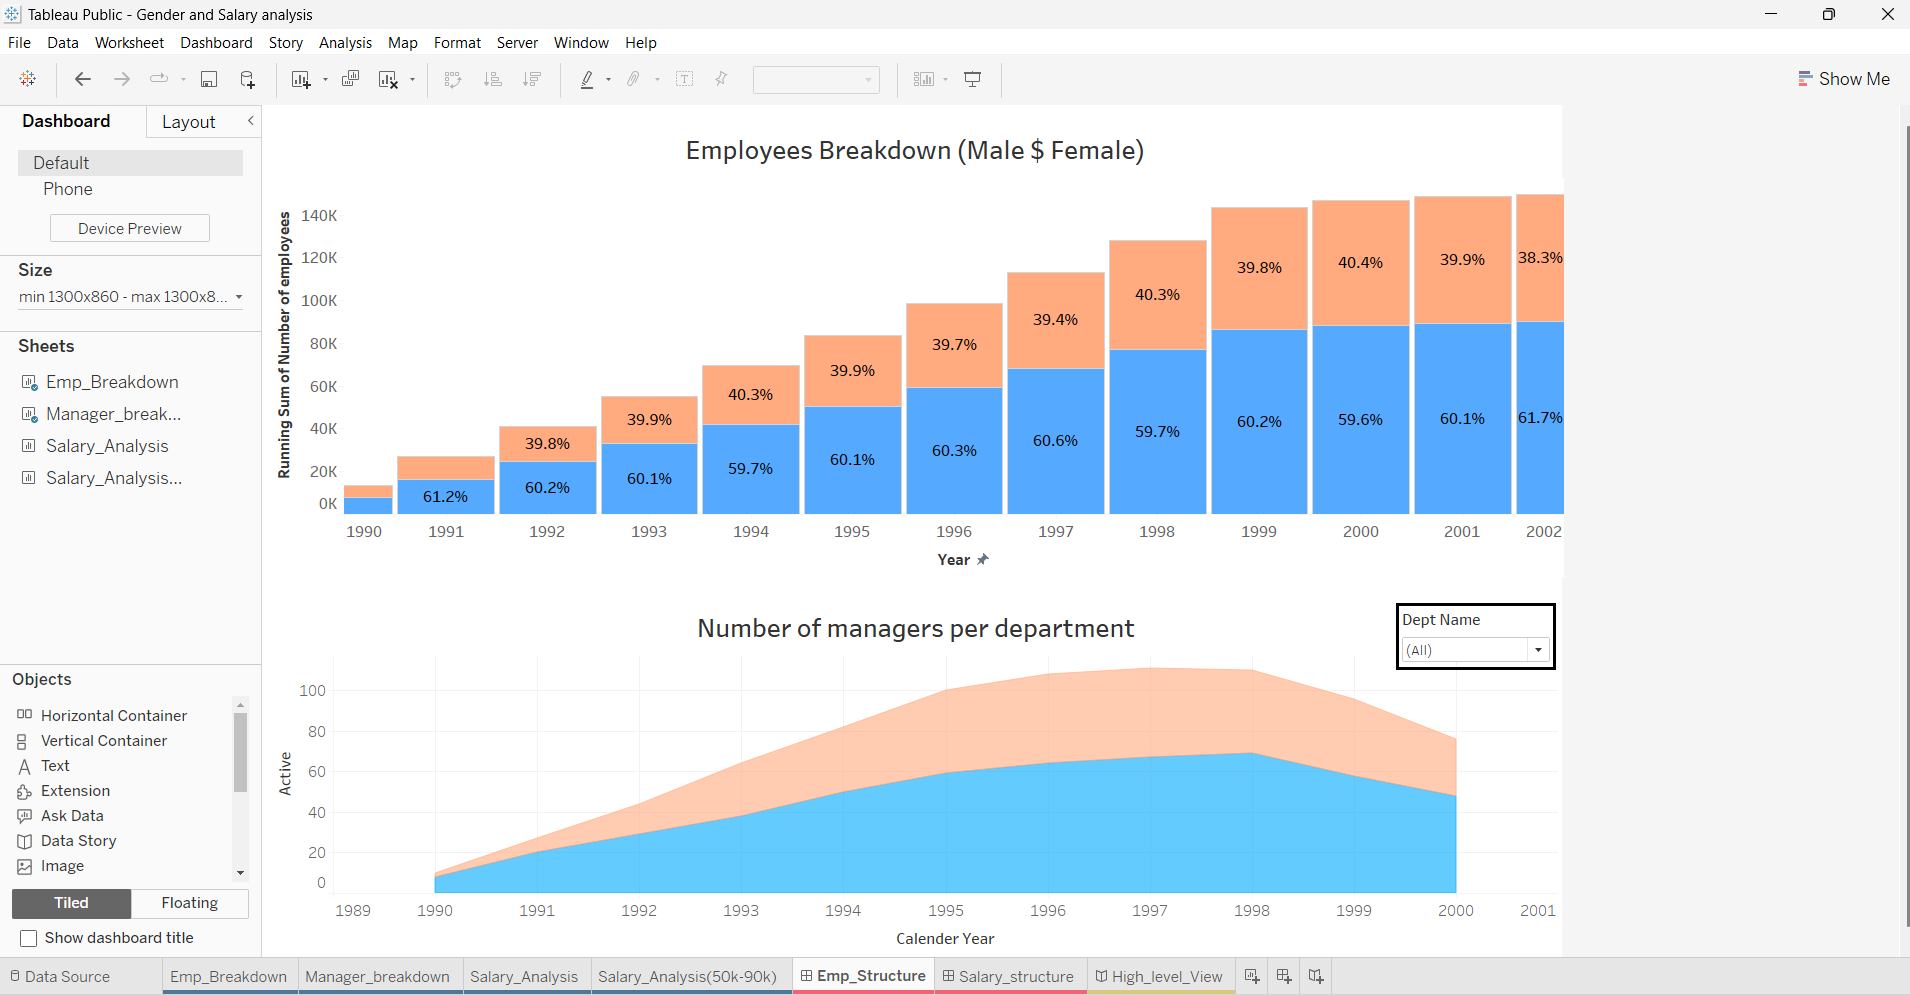 Tableau Public - Gender and Salary analysis
File Data Worksheet Dashboard Story Analysis Map Format Server Window Help
Show Me
Dashboard Layout
Default
Phone
Device Preview
Size
min 1300x860 - max 1300x8...
Sheets
Emp_Breakdown
Manager_break...
Salary_Analysis
Salary_Analysis...
Objects
Horizontal Container
Vertical Container
Text
Extension
Ask Data
Data Story
Image
Tiled Floating
Show dashboard title
Employees Breakdown (Male $ Female)
Running Sum of Number of employees
140K
120K
100K
80K
60K
40K
20K
0K
61.2%
39.8%
60.2%
39.9%
60.1%
40.3%
59.7%
39.9%
60.1%
39.7%
60.3%
39.4%
60.6%
40.3%
59.7%
39.8%
60.2%
40.4%
59.6%
39.9%
60.1%
38.3%
61.7%
1990 1991 1992 1993 1994 1995 1996 1997 1998 1999 2000 2001 2002
Year
Number of managers per department
Dept Name
(All)
Active
100
80
60
40
20
0
1989 1990 1991 1992 1993 1994 1995 1996 1997 1998 1999 2000 2001
Calender Year
Data Source Emp_Breakdown Manager_breakdown Salary_Analysis Salary_Analysis(50k-90k) Emp_Structure Salary_structure High_level_View